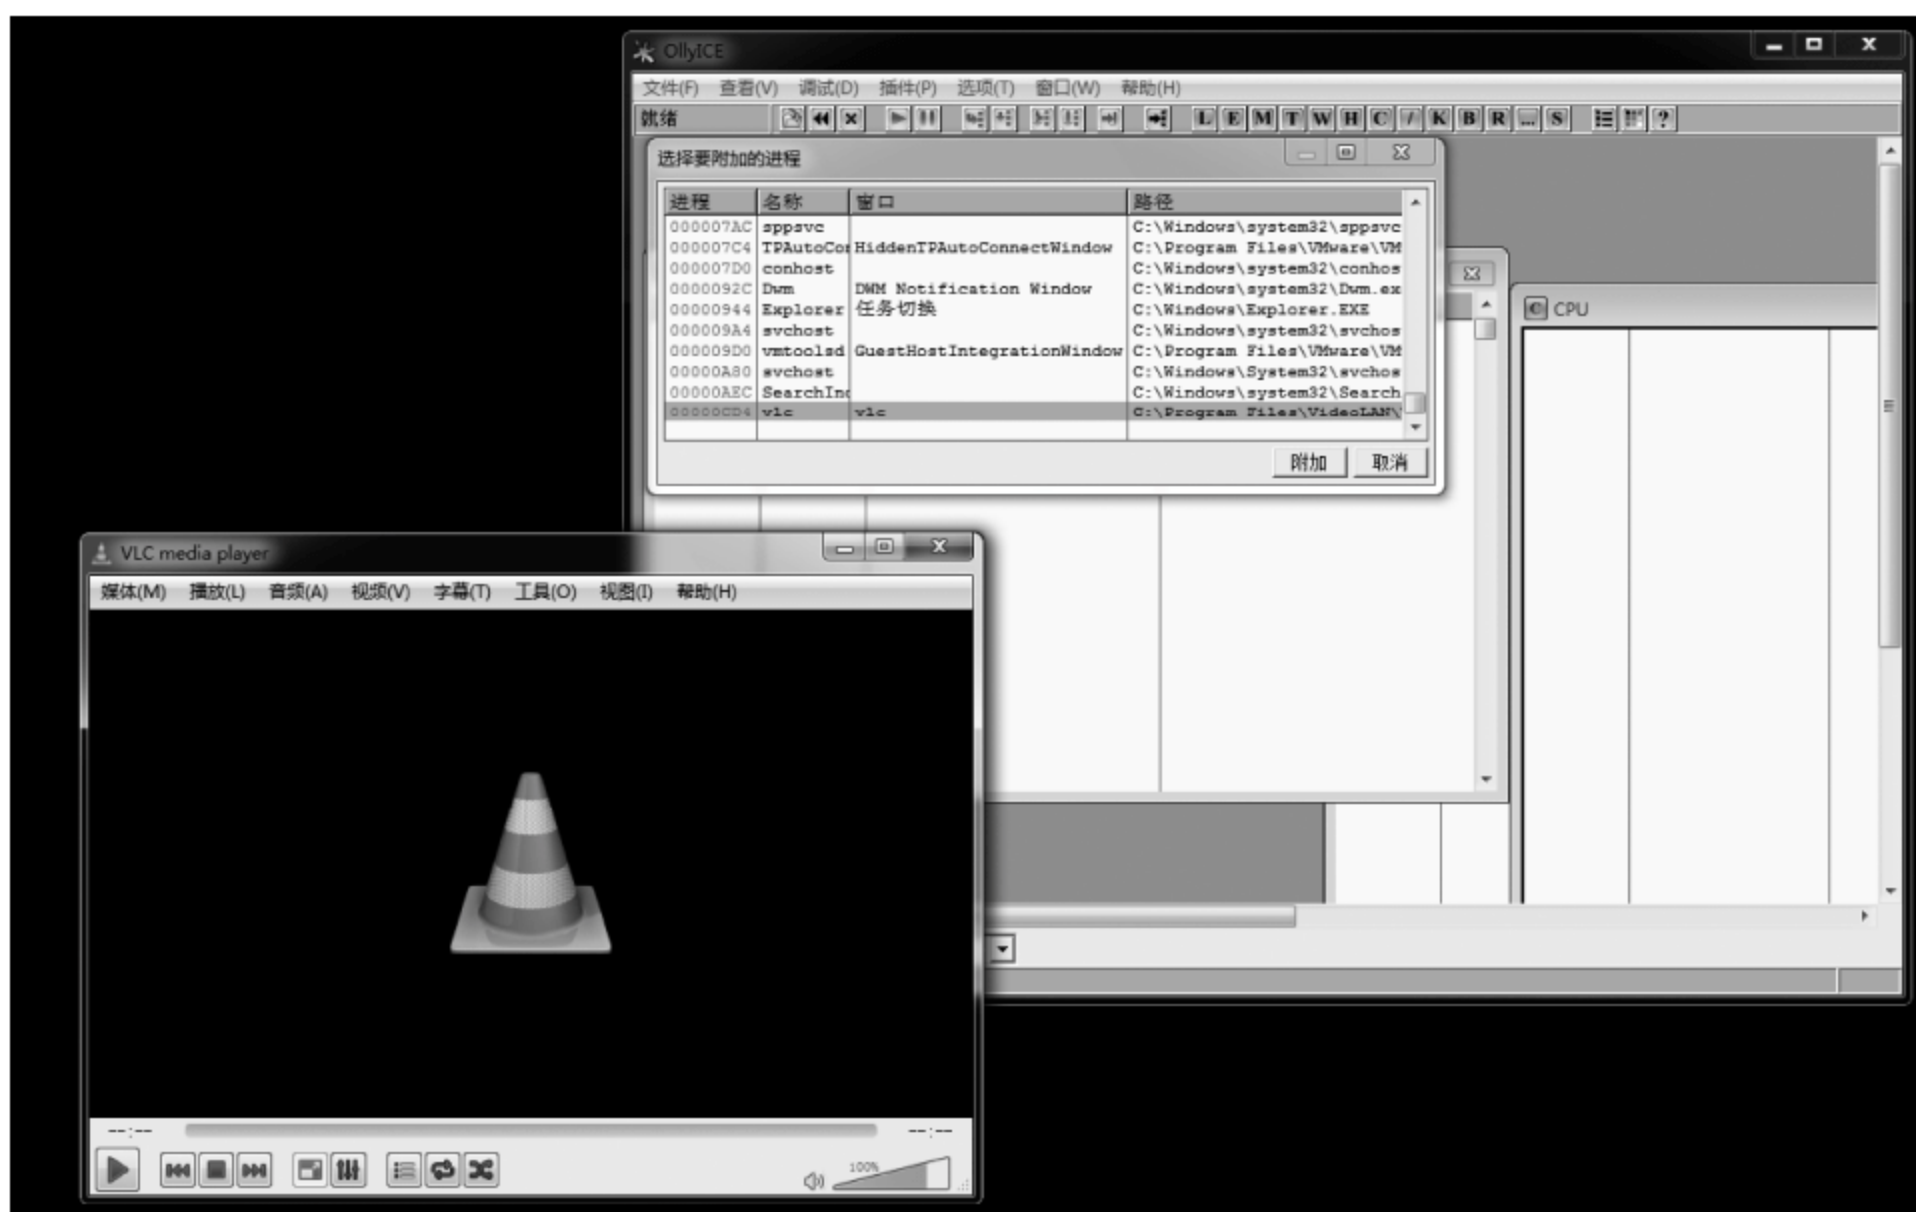 OllyICE
文件(F) 查看(V) 调试(D) 插件(P) 选项(T) 窗口(W) 帮助(H)
就绪 L E M T W H C / K B R ... S ?
选择要附加的进程
进程 名称 窗口 路径
000007AC sppsvc C:\Windows\system32\sppsvc
000007C4 TPAutoCon HiddenTPAutoConnectWindow C:\Program Files\VMware\VM
000007D0 conhost C:\Windows\system32\conhos
0000092C Dwm DWM Notification Window C:\Windows\system32\Dwm.ex
00000944 Explorer 任务切换 C:\Windows\Explorer.EXE
000009A4 svchost C:\Windows\system32\svchos
000009D0 vmtoolsd GuestHostIntegrationWindow C:\Program Files\VMware\VM
00000A80 svchost C:\Windows\System32\svchos
00000AEC SearchInd C:\Windows\system32\Search
00000CD4 vlc vlc C:\Program Files\VideoLAN\
附加 取消
C CPU
VLC media player
媒体(M) 播放(L) 音频(A) 视频(V) 字幕(T) 工具(O) 视图(I) 帮助(H)
--:-- --:--
100%